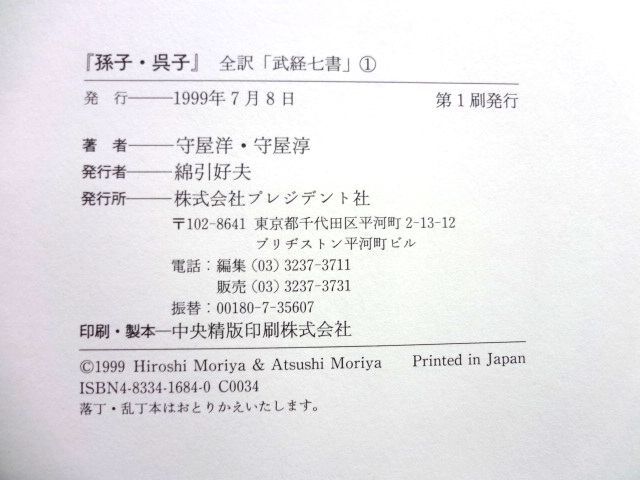 『孫子・呉子』 全訳「武経七書」①
発 行――1999年7月8日 第1刷発行
著 者――守屋洋・守屋淳
発行者――綿引好夫
発行所――株式会社プレジデント社
〒102-8641 東京都千代田区平河町2-13-12
ブリヂストン平河町ビル
電話:編集(03)3237-3711
販売(03)3237-3731
振替:00180-7-35607
印刷・製本―中央精版印刷株式会社
©1999 Hiroshi Moriya & Atsushi Moriya Printed in Japan
ISBN4-8334-1684-0 C0034
落丁・乱丁本はおとりかえいたします。